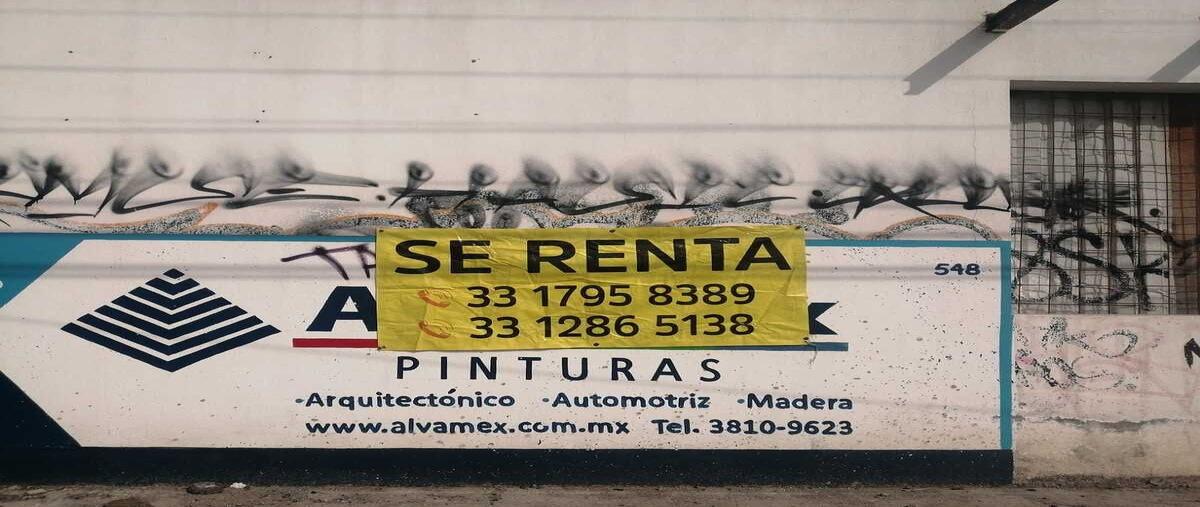 SE RENTA
33 1795 8389
33 1286 5138
548
PINTURAS
•Arquitectónico •Automotriz •Madera
www.alvamex.com.mx Tel. 3810-9623